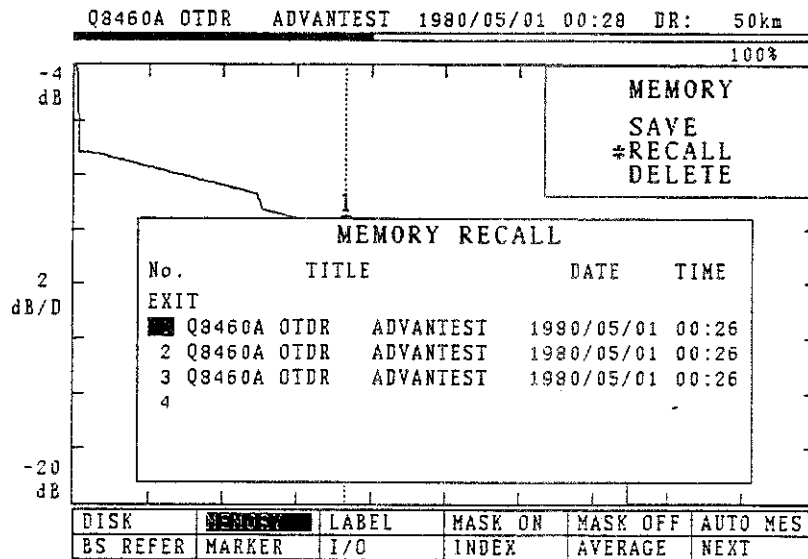 Q8460A OTDR ADVANTEST 1980/05/01 00:28 DR: 50km
100%
-4
dB
MEMORY
SAVE
*RECALL
DELETE
1
MEMORY RECALL
No. TITLE DATE TIME
EXIT
Q8460A OTDR ADVANTEST 1980/05/01 00:26
2 Q8460A OTDR ADVANTEST 1980/05/01 00:26
3 Q8460A OTDR ADVANTEST 1980/05/01 00:26
4
2
dB/D
-20
dB
DISK MEMORY LABEL MASK ON MASK OFF AUTO MES
BS REFER MARKER I/O INDEX AVERAGE NEXT